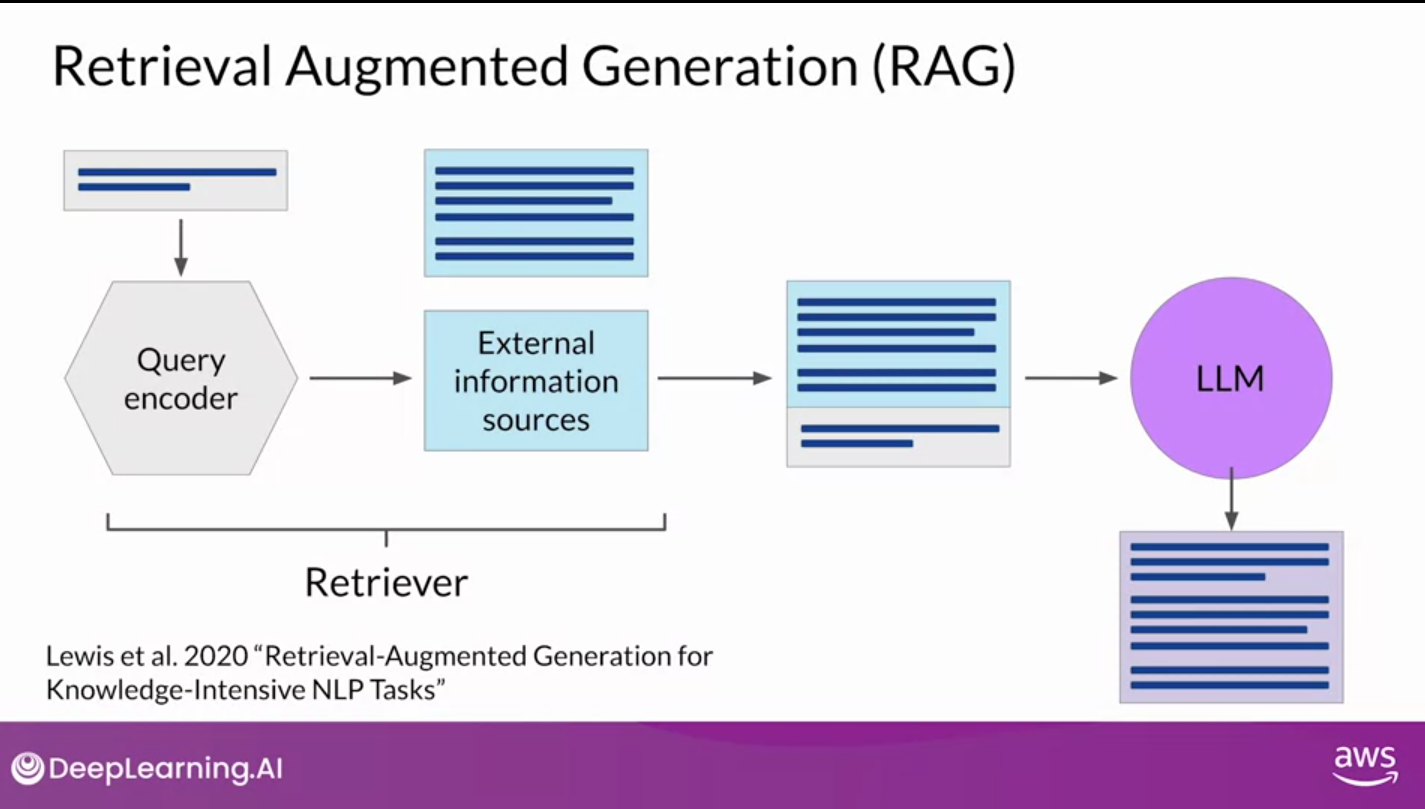 Retrieval Augmented Generation (RAG)
Query
encoder
External
information
sources
LLM
Retriever
Lewis et al. 2020 “Retrieval-Augmented Generation for
Knowledge-Intensive NLP Tasks”
DeepLearning.AI
aws